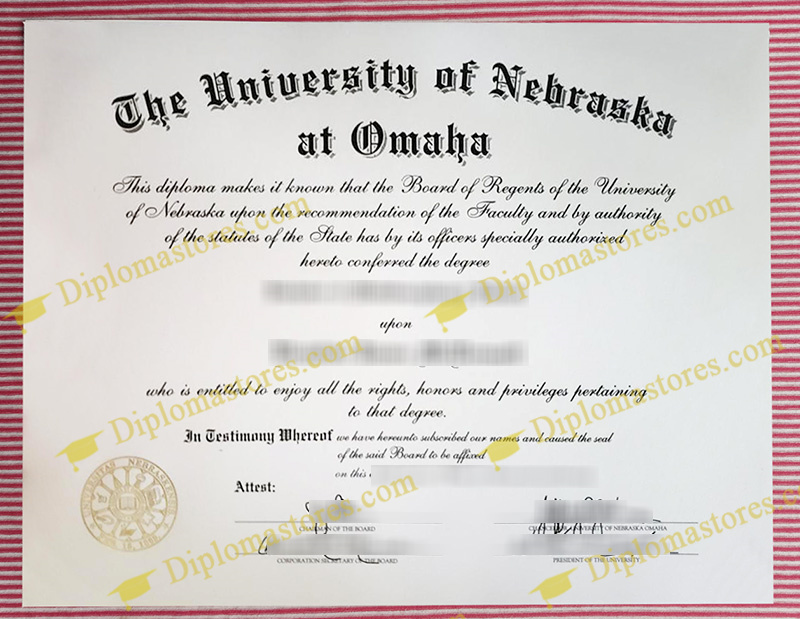 The University of Nebraska
at Omaha
This diploma makes it known that the Board of Regents of the University
of Nebraska upon the recommendation of the Faculty and by authority
of the statutes of the State has by its officers specially authorized
hereto conferred the degree
upon
who is entitled to enjoy all the rights, honors and privileges pertaining
to that degree.
In Testimony Whereof we have hereunto subscribed our names and caused the seal
of the said Board to be affixed
on this
Attest:
CHAIRMAN OF THE BOARD
UNIVERSITY OF NEBRASKA OMAHA
CORPORATION SECRETARY OF THE BOARD
PRESIDENT OF THE UNIVERSITY
UNIVERSITAS NEBRASKENSIS
Diplomastores.com
Diplomastores.com
Diplomastores.com
Diplomastores.com
Diplomastores.com
Diplomastores.com